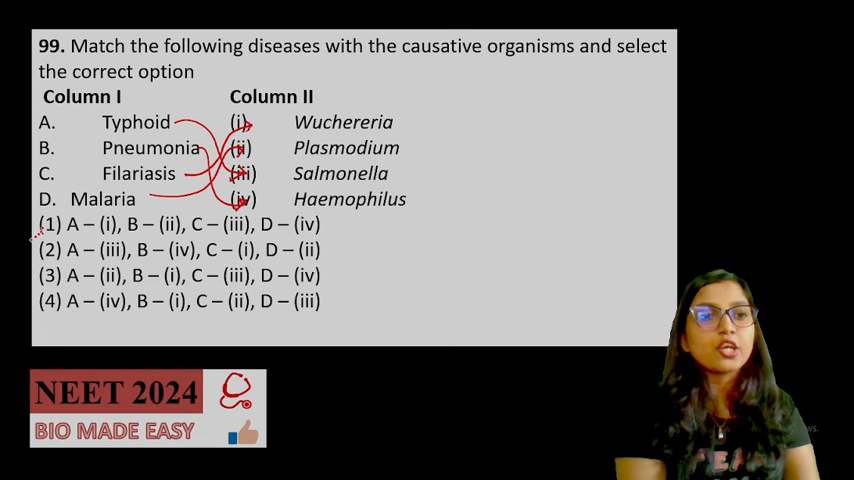 99. Match the following diseases with the causative organisms and select
the correct option
Column I Column II
A. Typhoid (i) Wuchereria
B. Pneumonia (ii) Plasmodium
C. Filariasis (iii) Salmonella
D. Malaria (iv) Haemophilus
(1) A – (i), B – (ii), C – (iii), D – (iv)
(2) A – (iii), B – (iv), C – (i), D – (ii)
(3) A – (ii), B – (i), C – (iii), D – (iv)
(4) A – (iv), B – (i), C – (ii), D – (iii)
NEET 2024
BIO MADE EASY